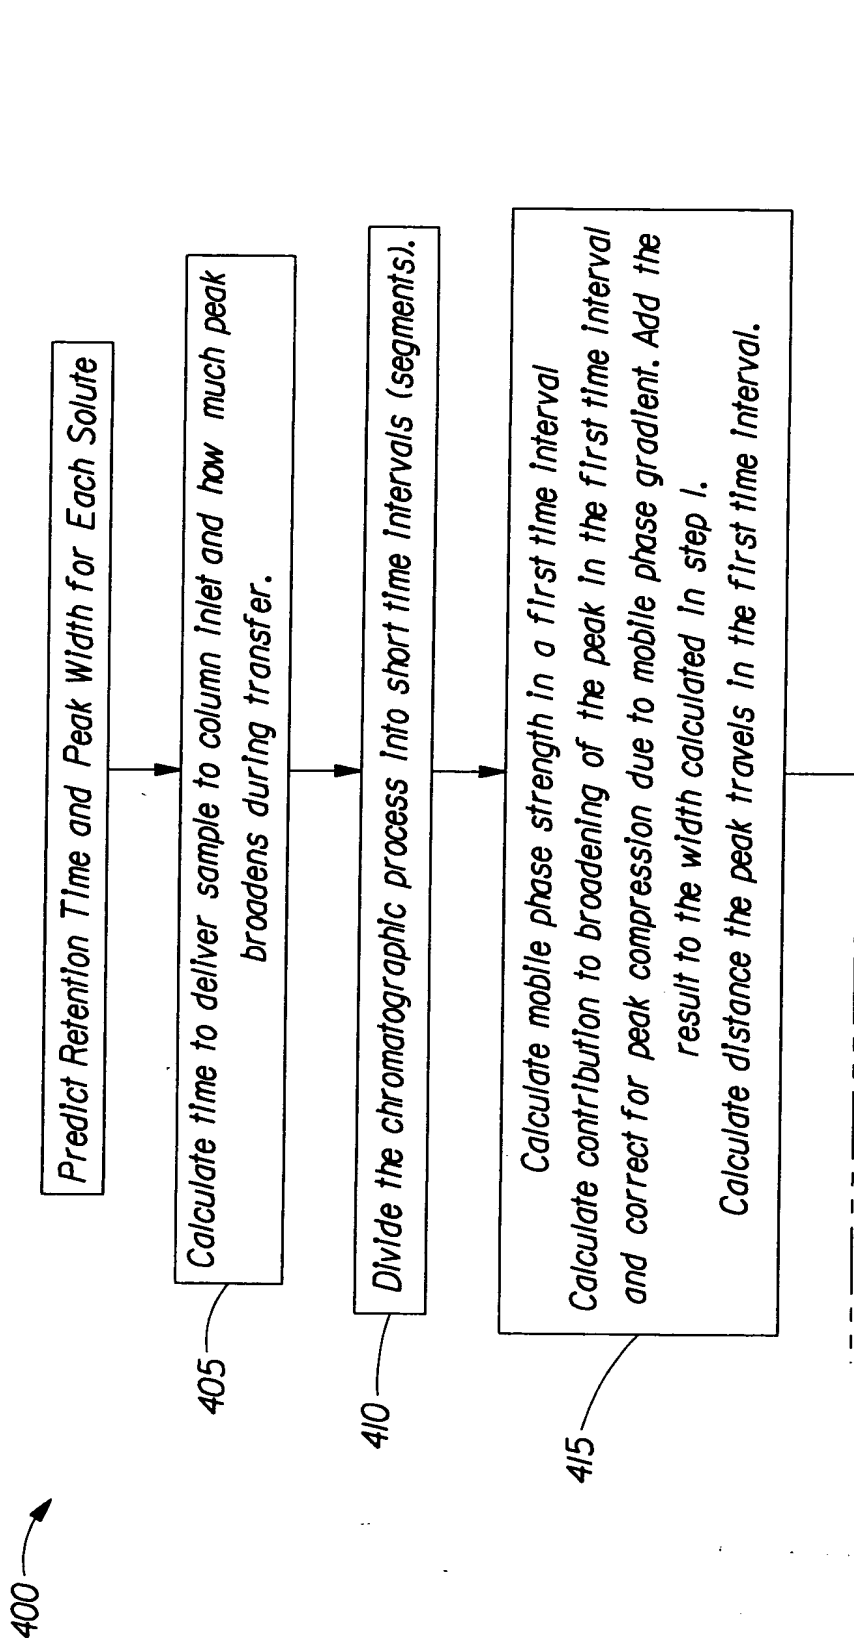 400
Predict Retention Time and Peak Width for Each Solute
405
Calculate time to deliver sample to column inlet and how much peak
broadens during transfer.
410
Divide the chromatographic process into short time intervals (segments).
415
Calculate mobile phase strength in a first time interval
Calculate contribution to broadening of the peak in the first time interval
and correct for peak compression due to mobile phase gradient. Add the
result to the width calculated in step 1.
Calculate distance the peak travels in the first time interval.